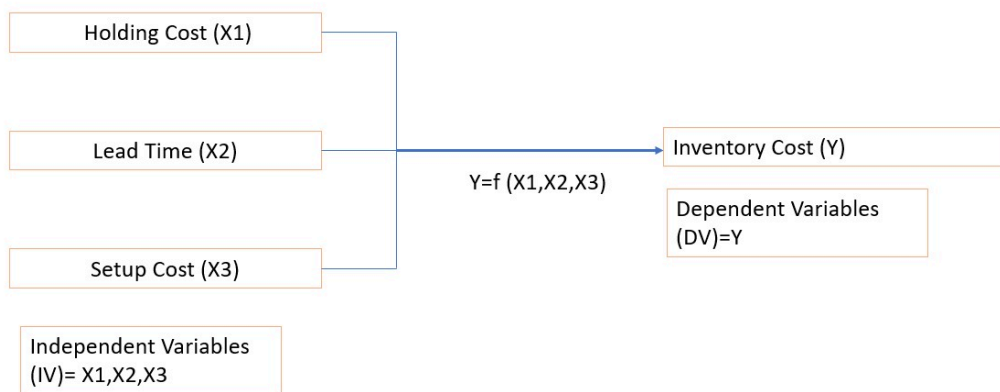 Holding Cost (X1)
Lead Time (X2)
Inventory Cost (Y)
Y=f (X1,X2,X3)
Dependent Variables
(DV)=Y
Setup Cost (X3)
Independent Variables
(IV)= X1,X2,X3